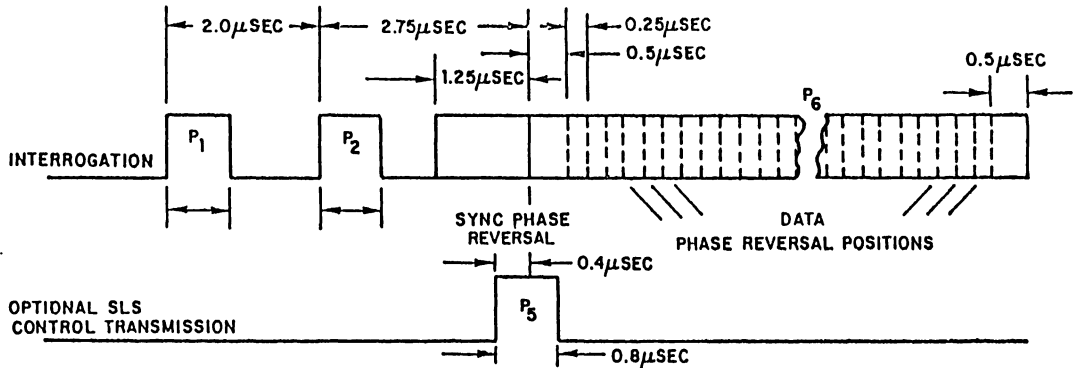 2.0μSEC
2.75μSEC
0.25μSEC
0.5μSEC
1.25μSEC
0.5μSEC
P6
P1
P2
INTERROGATION
SYNC PHASE
REVERSAL
DATA
PHASE REVERSAL POSITIONS
0.4μSEC
OPTIONAL SLS
CONTROL TRANSMISSION
P5
0.8μSEC